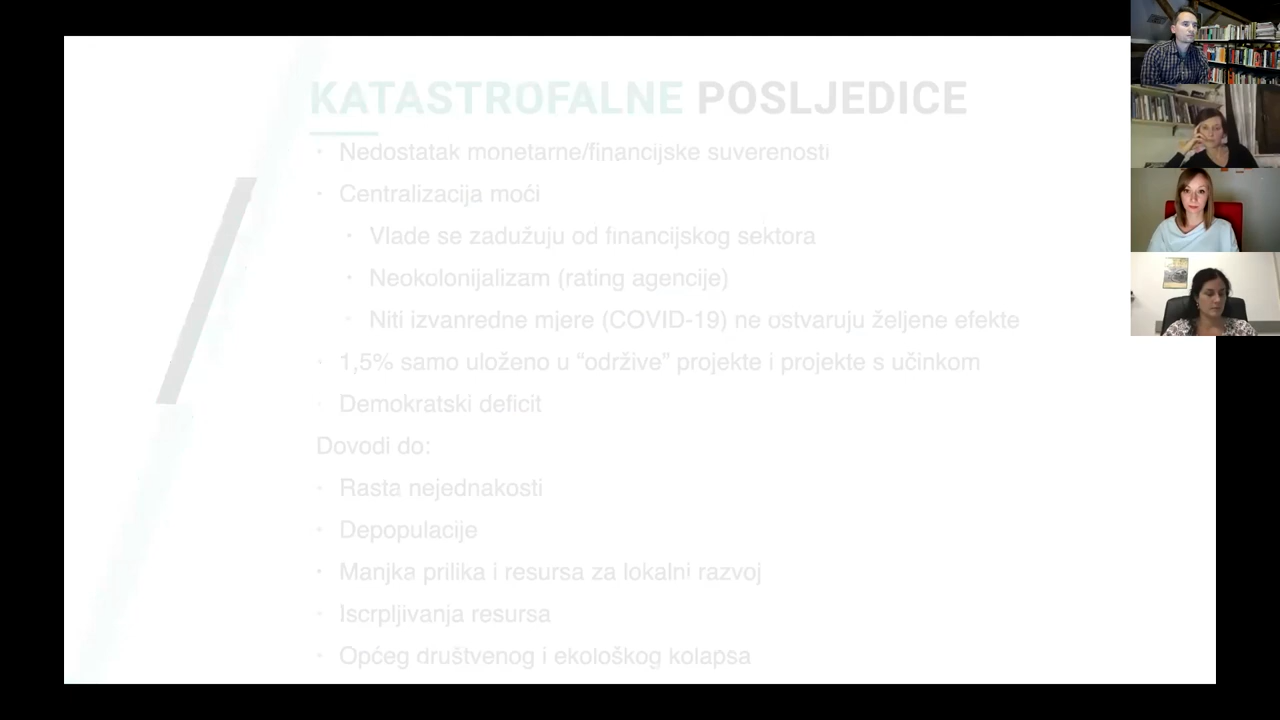 KATASTROFALNE POSLJEDICE
• Nedostatak monetarne/financijske suverenosti
• Centralizacija moći
• Vlade se zadužuju od financijskog sektora
• Neokolonijalizam (rating agencije)
• Niti izvanredne mjere (COVID-19) ne ostvaruju željene efekte
• 1,5% samo uloženo u “održive” projekte i projekte s učinkom
• Demokratski deficit
Dovodi do:
• Rasta nejednakosti
• Depopulacije
• Manjka prilika i resursa za lokalni razvoj
• Iscrpljivanja resursa
• Općeg društvenog i ekološkog kolapsa